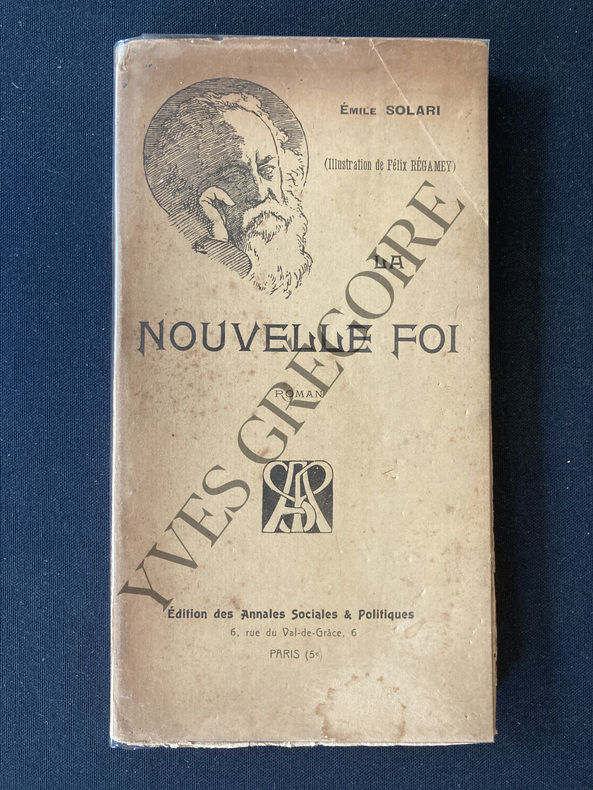 Émile SOLARI
(Illustration de Félix RÉGAMEY)
LA
NOUVELLE FOI
ROMAN
YVES GREGOIRE
Édition des Annales Sociales & Politiques
6, rue du Val-de-Grâce, 6
PARIS (5e)